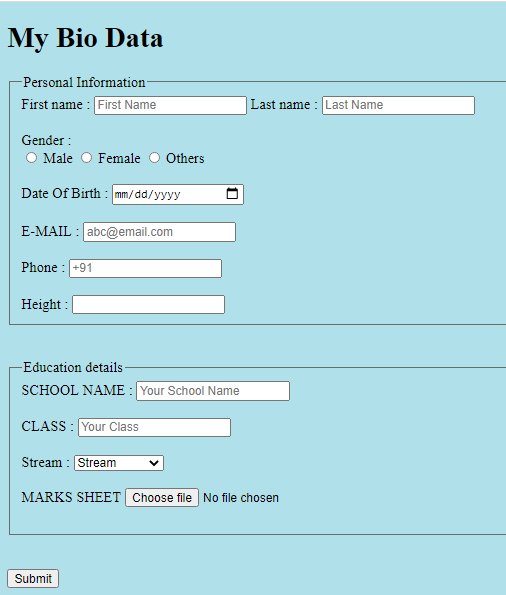 My Bio Data
Personal Information
First name : First Name Last name : Last Name
Gender :
Male Female Others
Date Of Birth : mm/dd/yyyy
E-MAIL : abc@email.com
Phone : +91
Height :
Education details
SCHOOL NAME : Your School Name
CLASS : Your Class
Stream : Stream
MARKS SHEET Choose file No file chosen
Submit